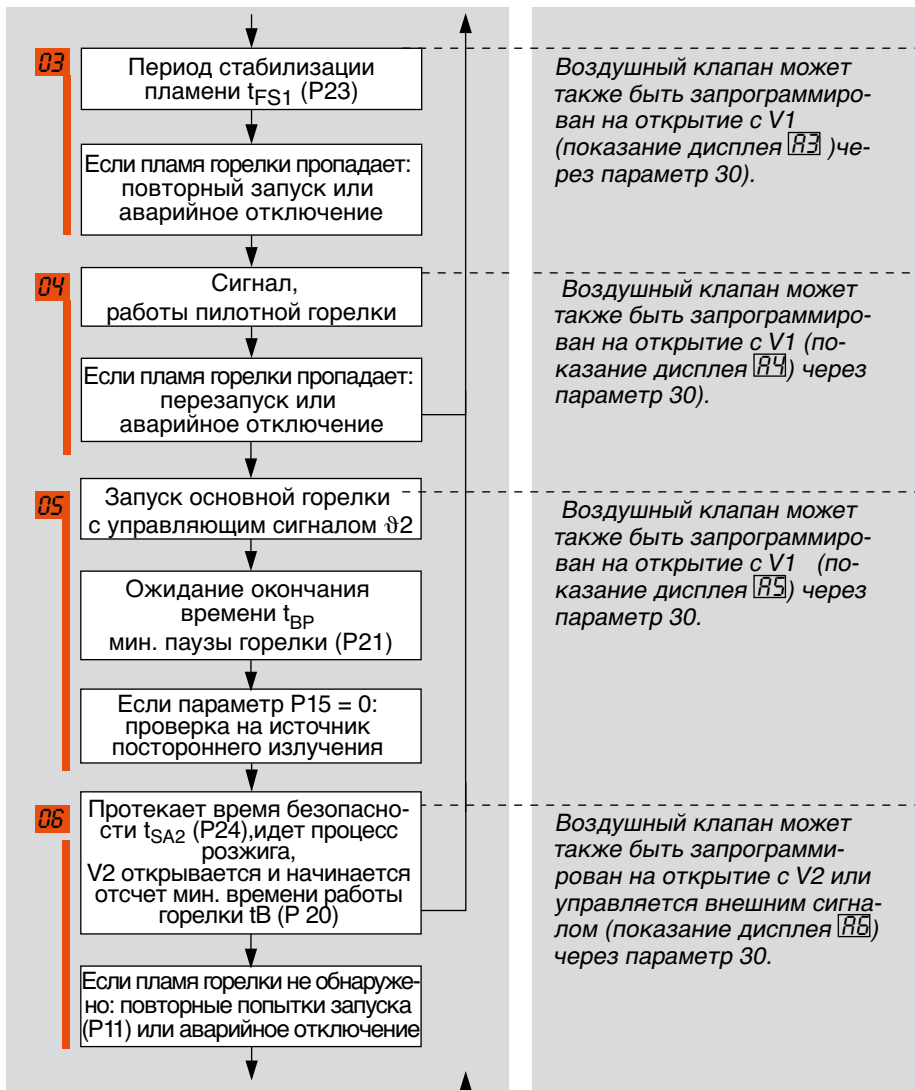 03
Период стабилизации
пламени tFS1 (P23)
Если пламя горелки пропадает:
повторный запуск или
аварийное отключение
Воздушный клапан может
также быть запрограммиро-
ван на открытие с V1
(показание дисплея A3 )че-
рез параметр 30).
04
Сигнал,
работы пилотной горелки
Если пламя горелки пропадает:
перезапуск или
аварийное отключение
Воздушный клапан может
также быть запрограммиро-
ван на открытие с V1 (по-
казание дисплея A4) через
параметр 30).
05
Запуск основной горелки
с управляющим сигналом ϑ2
Ожидание окончания
времени tBP
мин. паузы горелки (P21)
Если параметр P15 = 0:
проверка на источник
постороннего излучения
Воздушный клапан может
также быть запрограммиро-
ван на открытие с V1 (по-
казание дисплея A5) через
параметр 30.
06
Протекает время безопасно-
сти tSA2 (P24),идет процесс
розжига,
V2 открывается и начинается
отсчет мин. времени работы
горелки tB (P 20)
Если пламя горелки не обнаруже-
но: повторные попытки запуска
(P11) или аварийное отключение
Воздушный клапан может
также быть запрограмми-
рован на открытие с V2 или
управляется внешним сигна-
лом (показание дисплея A6)
через параметр 30.